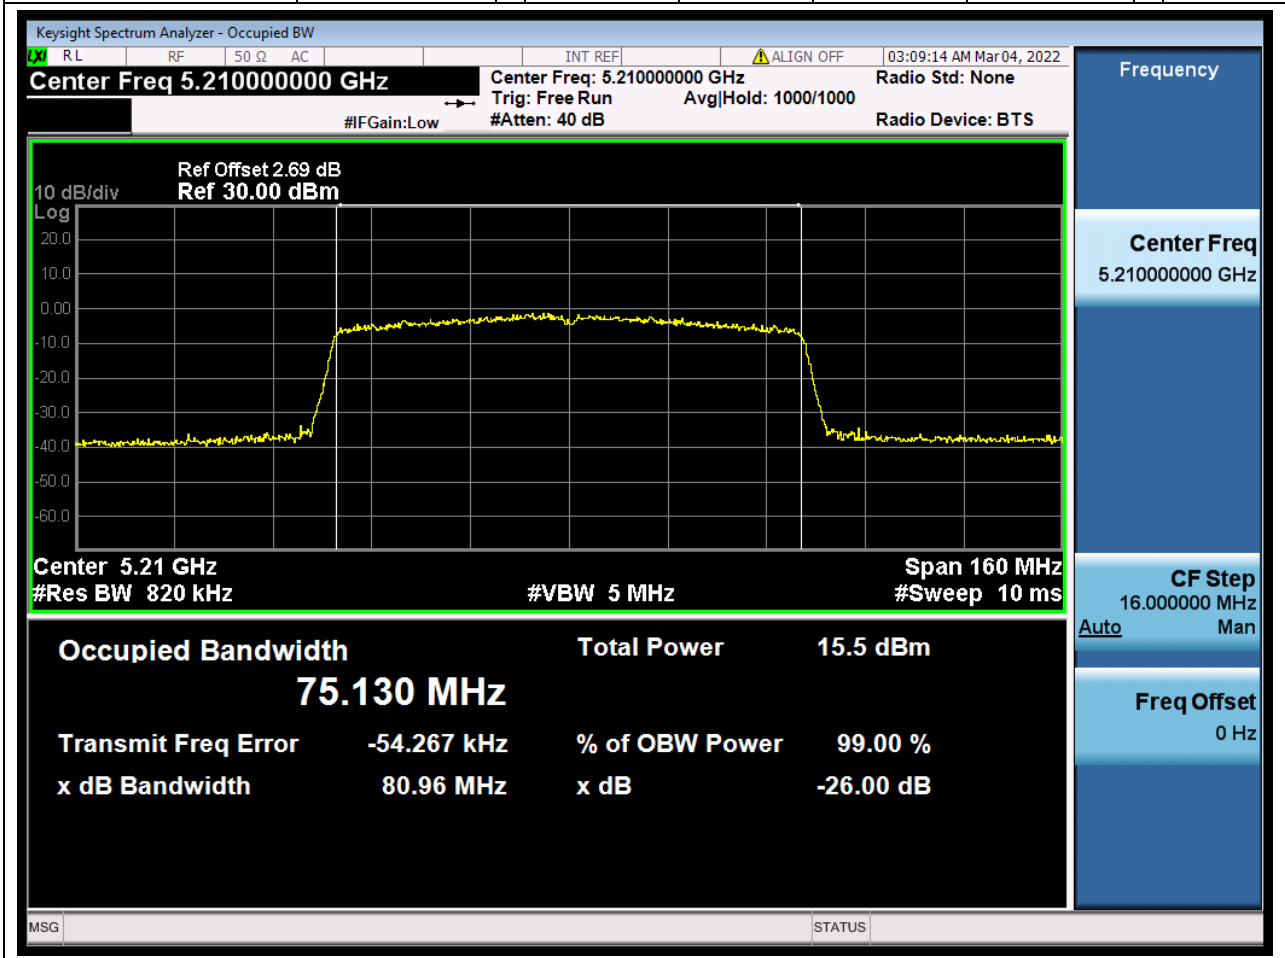 Keysight Spectrum Analyzer - Occupied BW
LXI RL RF 50 Ω AC INT REF ALIGN OFF 03:09:14 AM Mar 04, 2022
Center Freq 5.210000000 GHz
Center Freq: 5.210000000 GHz
Radio Std: None
Trig: Free Run Avg|Hold: 1000/1000
#IFGain:Low
#Atten: 40 dB
Radio Device: BTS
Ref Offset 2.69 dB
10 dB/div Ref 30.00 dBm
Log
20.0
10.0
0.00
-10.0
-20.0
-30.0
-40.0
-50.0
-60.0
Center 5.21 GHz Span 160 MHz
#Res BW 820 kHz #VBW 5 MHz #Sweep 10 ms
Occupied Bandwidth Total Power 15.5 dBm
75.130 MHz
Transmit Freq Error -54.267 kHz % of OBW Power 99.00 %
x dB Bandwidth 80.96 MHz x dB -26.00 dB
Frequency
Center Freq
5.210000000 GHz
CF Step
16.000000 MHz
Auto Man
Freq Offset
0 Hz
MSG STATUS